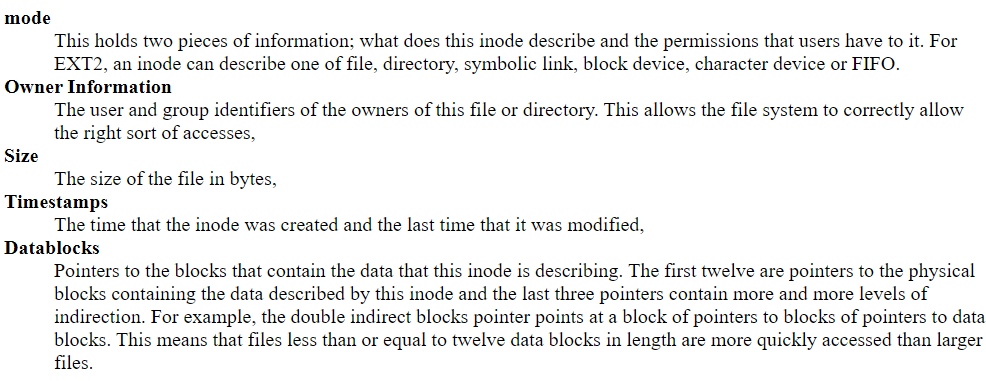 mode
This holds two pieces of information; what does this inode describe and the permissions that users have to it. For
EXT2, an inode can describe one of file, directory, symbolic link, block device, character device or FIFO.
Owner Information
The user and group identifiers of the owners of this file or directory. This allows the file system to correctly allow
the right sort of accesses,
Size
The size of the file in bytes,
Timestamps
The time that the inode was created and the last time that it was modified,
Datablocks
Pointers to the blocks that contain the data that this inode is describing. The first twelve are pointers to the physical
blocks containing the data described by this inode and the last three pointers contain more and more levels of
indirection. For example, the double indirect blocks pointer points at a block of pointers to blocks of pointers to data
blocks. This means that files less than or equal to twelve data blocks in length are more quickly accessed than larger
files.